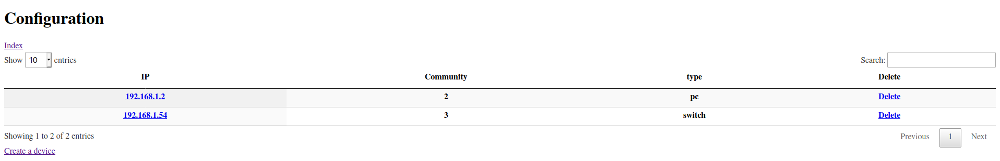 Configuration
Index
Show 10 entries Search:
IP Community type Delete
192.168.1.2 2 pc Delete
192.168.1.54 3 switch Delete
Showing 1 to 2 of 2 entries Previous 1 Next
Create a device